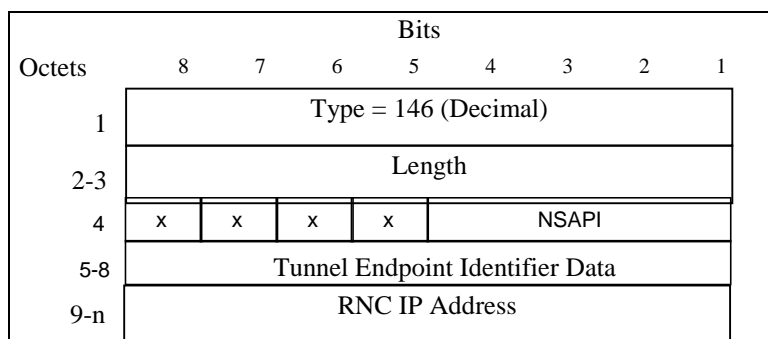 Bits
Octets 8 7 6 5 4 3 2 1
1 Type = 146 (Decimal)
2-3 Length
4 x x x x NSAPI
5-8 Tunnel Endpoint Identifier Data
9-n RNC IP Address